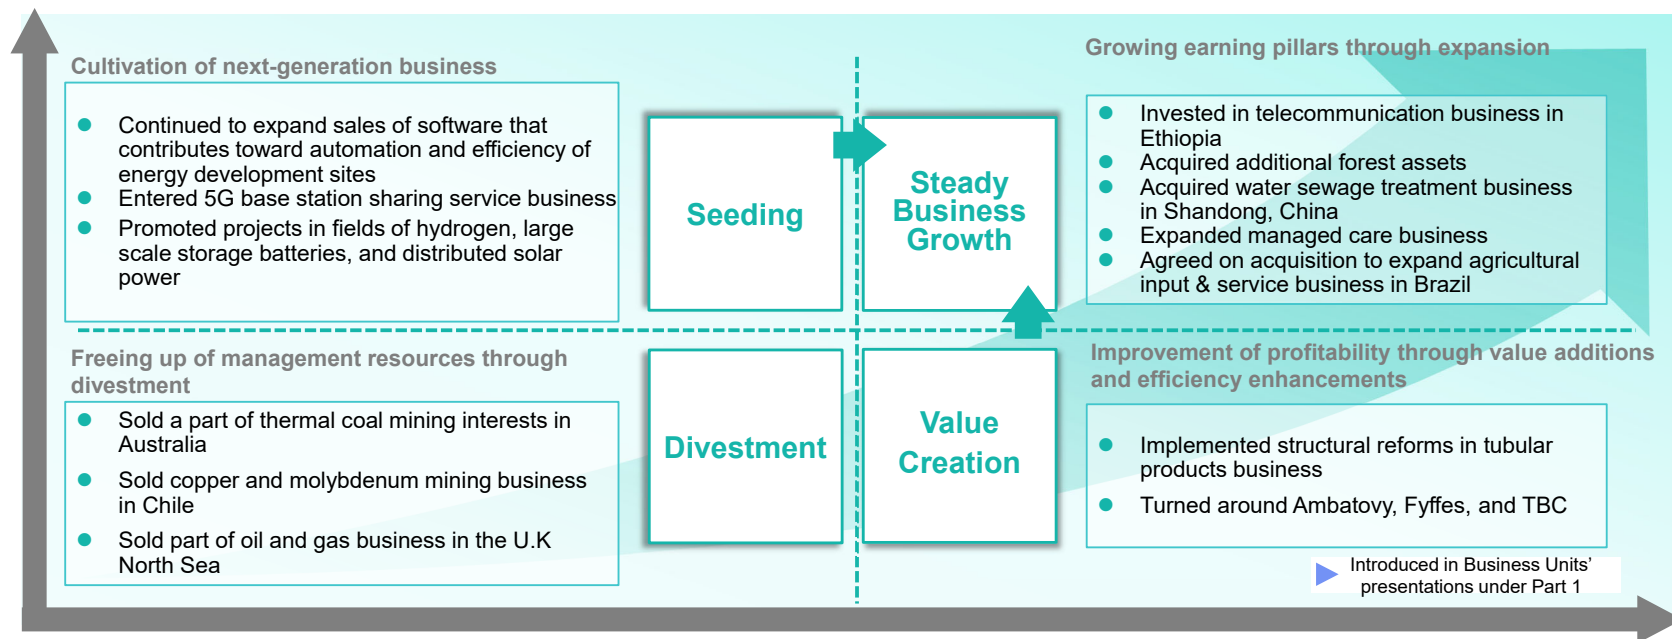 Cultivation of next-generation business
Continued to expand sales of software that
contributes toward automation and efficiency of
energy development sites
Entered 5G base station sharing service business
Promoted projects in fields of hydrogen, large
scale storage batteries, and distributed solar
power
Seeding
Steady
Business
Growth
Growing earning pillars through expansion
Invested in telecommunication business in
Ethiopia
Acquired additional forest assets
Acquired water sewage treatment business
in Shandong, China
Expanded managed care business
Agreed on acquisition to expand agricultural
input & service business in Brazil
Freeing up of management resources through
divestment
Sold a part of thermal coal mining interests in
Australia
Sold copper and molybdenum mining business
in Chile
Sold part of oil and gas business in the U.K
North Sea
Divestment
Value
Creation
Improvement of profitability through value additions
and efficiency enhancements
Implemented structural reforms in tubular
products business
Turned around Ambatovy, Fyffes, and TBC
Introduced in Business Units’
presentations under Part 1